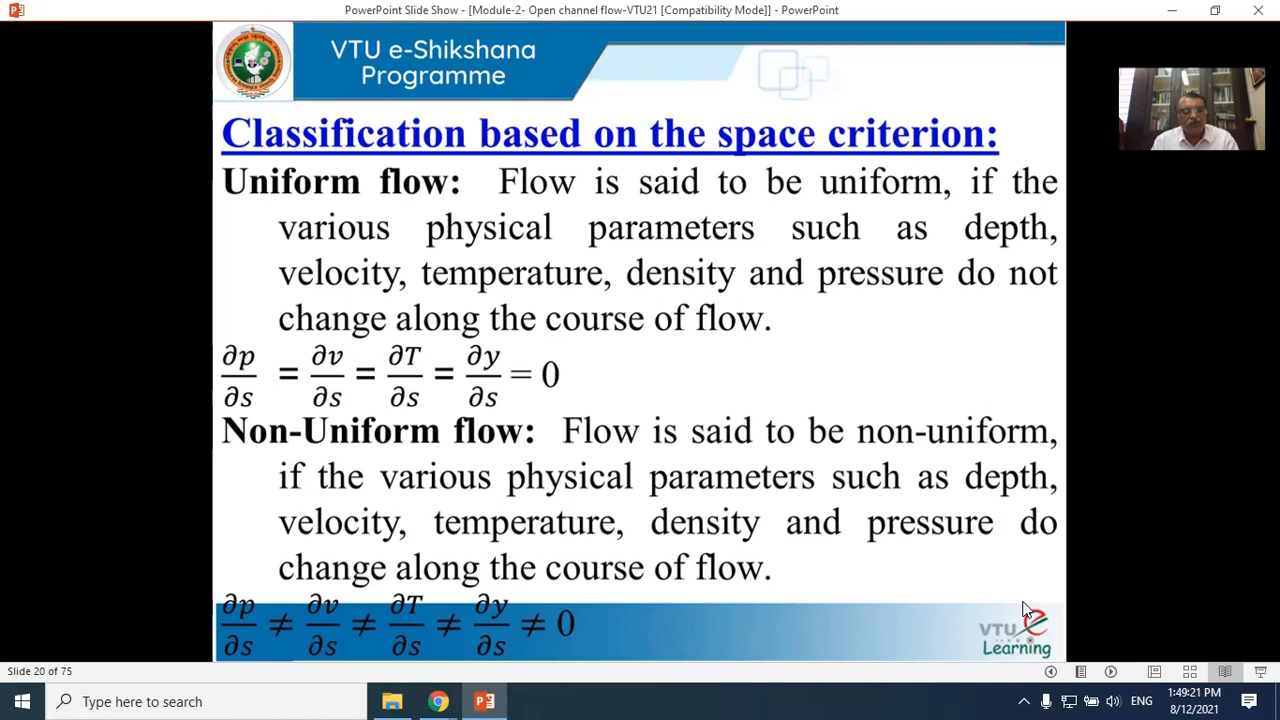 PowerPoint Slide Show - [Module-2- Open channel flow-VTU21 [Compatibility Mode]] - PowerPoint
VTU e-Shikshana
Programme
Classification based on the space criterion:
Uniform flow: Flow is said to be uniform, if the
various physical parameters such as depth,
velocity, temperature, density and pressure do not
change along the course of flow.
∂p/∂s = ∂v/∂s = ∂T/∂s = ∂y/∂s = 0
Non-Uniform flow: Flow is said to be non-uniform,
if the various physical parameters such as depth,
velocity, temperature, density and pressure do
change along the course of flow.
∂p/∂s ≠ ∂v/∂s ≠ ∂T/∂s ≠ ∂y/∂s ≠ 0
VTU e
Learning
Slide 20 of 75
Type here to search
ENG
1:49:21 PM
8/12/2021